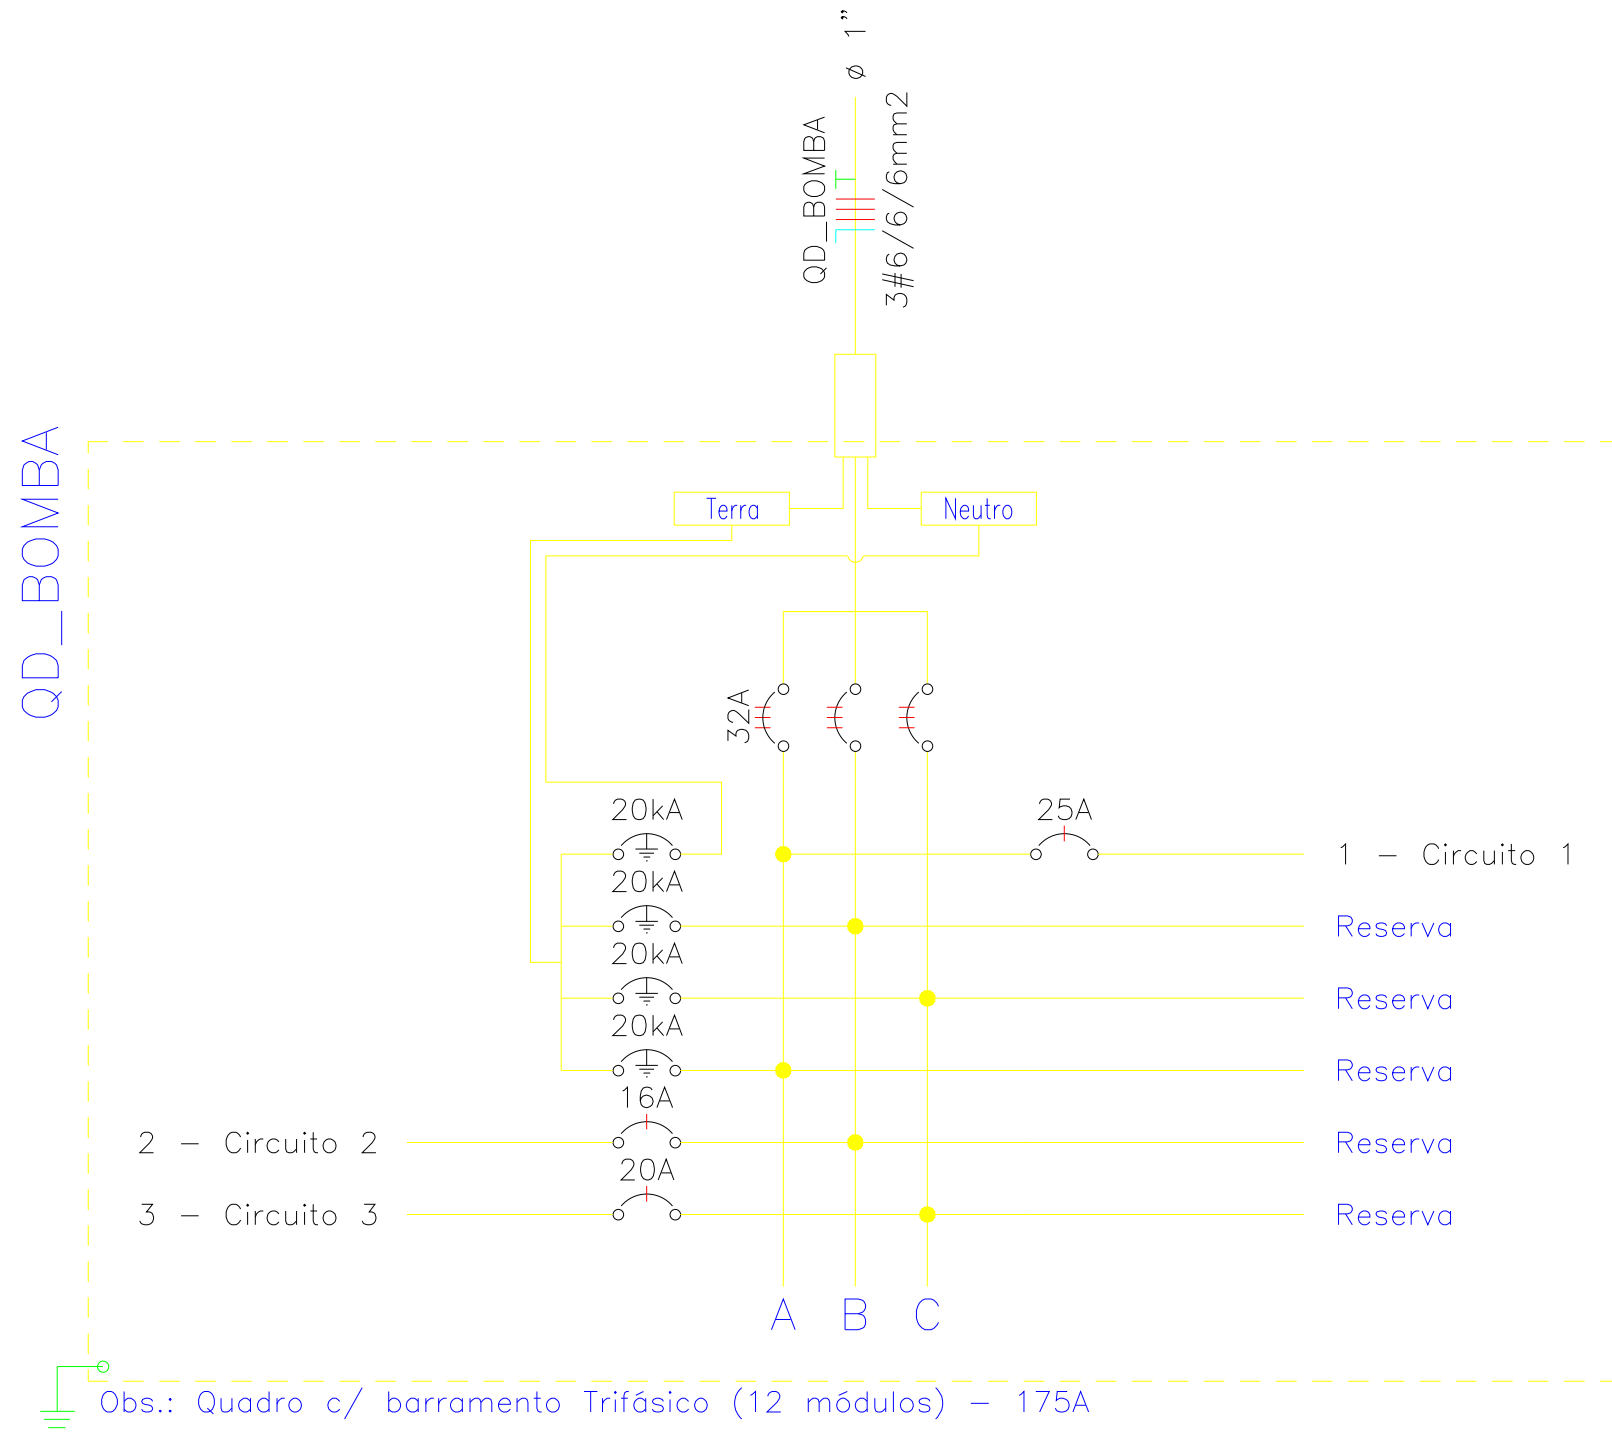 ø 1”
QD_BOMBA
3#6/6/6mm2
QD_BOMBA
Terra
Neutro
32A
20kA
25A
1 - Circuito 1
20kA
Reserva
20kA
Reserva
20kA
Reserva
16A
2 - Circuito 2
Reserva
20A
3 - Circuito 3
Reserva
A B C
Obs.: Quadro c/ barramento Trifásico (12 módulos) - 175A